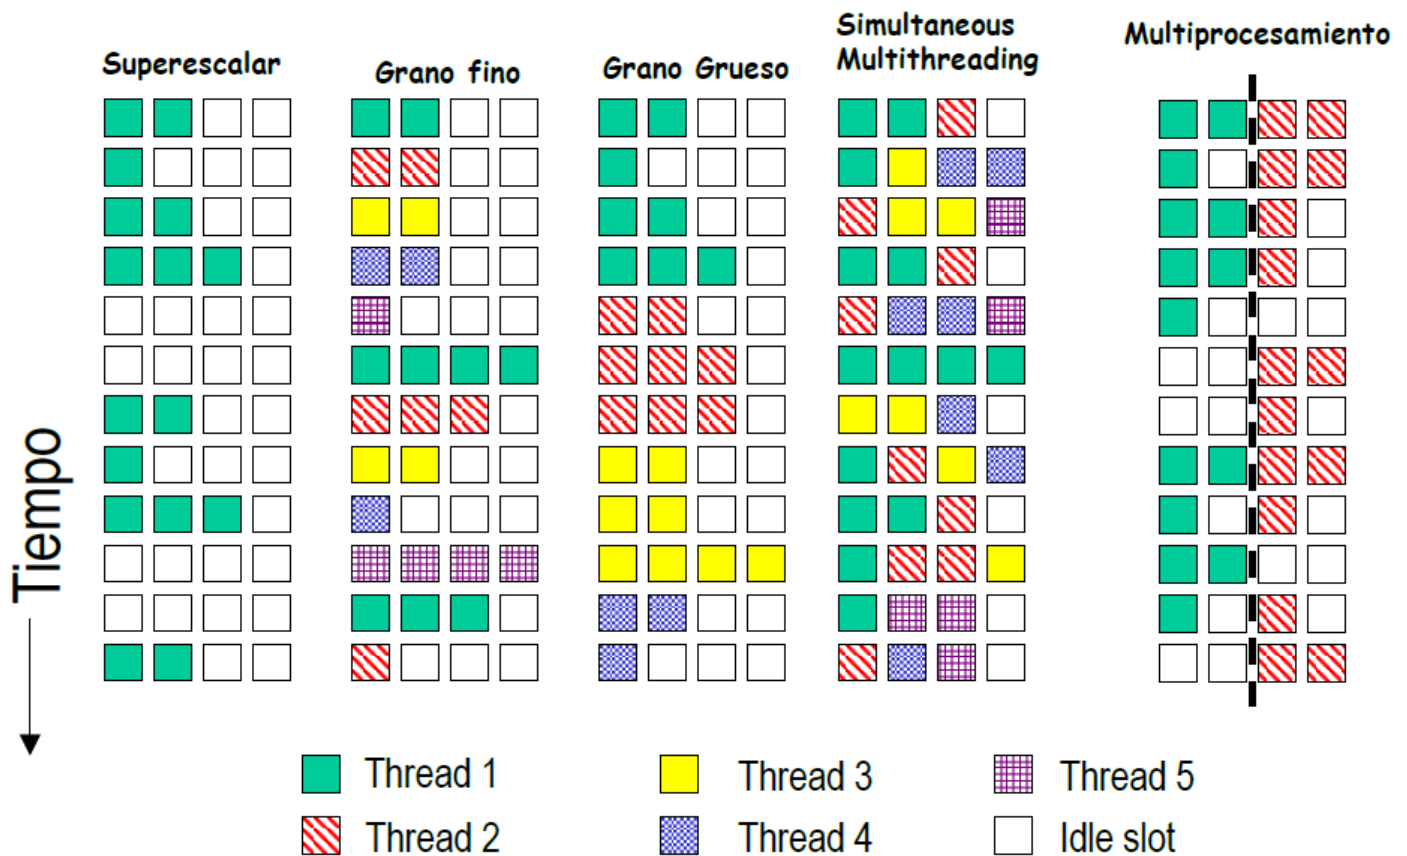 Superescalar
Grano fino
Grano Grueso
Simultaneous
Multithreading
Multiprocesamiento
Tiempo
Thread 1
Thread 3
Thread 5
Thread 2
Thread 4
Idle slot